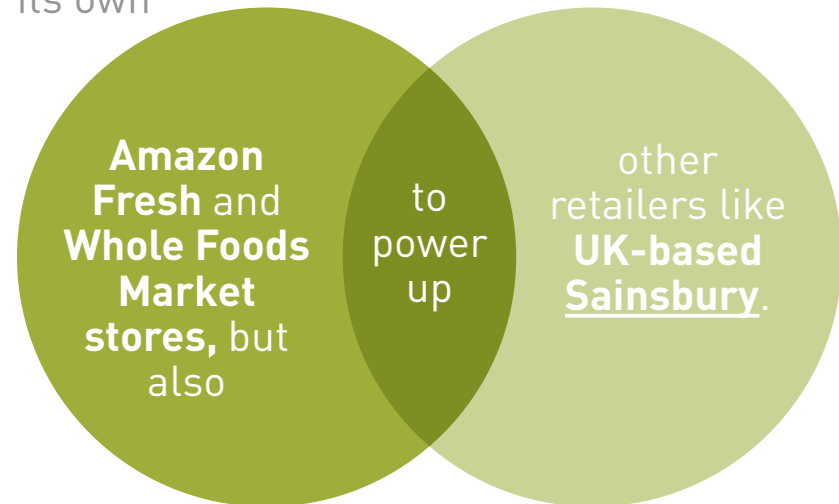 its own
Amazon
Fresh and
Whole Foods
Market
stores, but
also
to
power
up
other
retailers like
UK-based
Sainsbury.